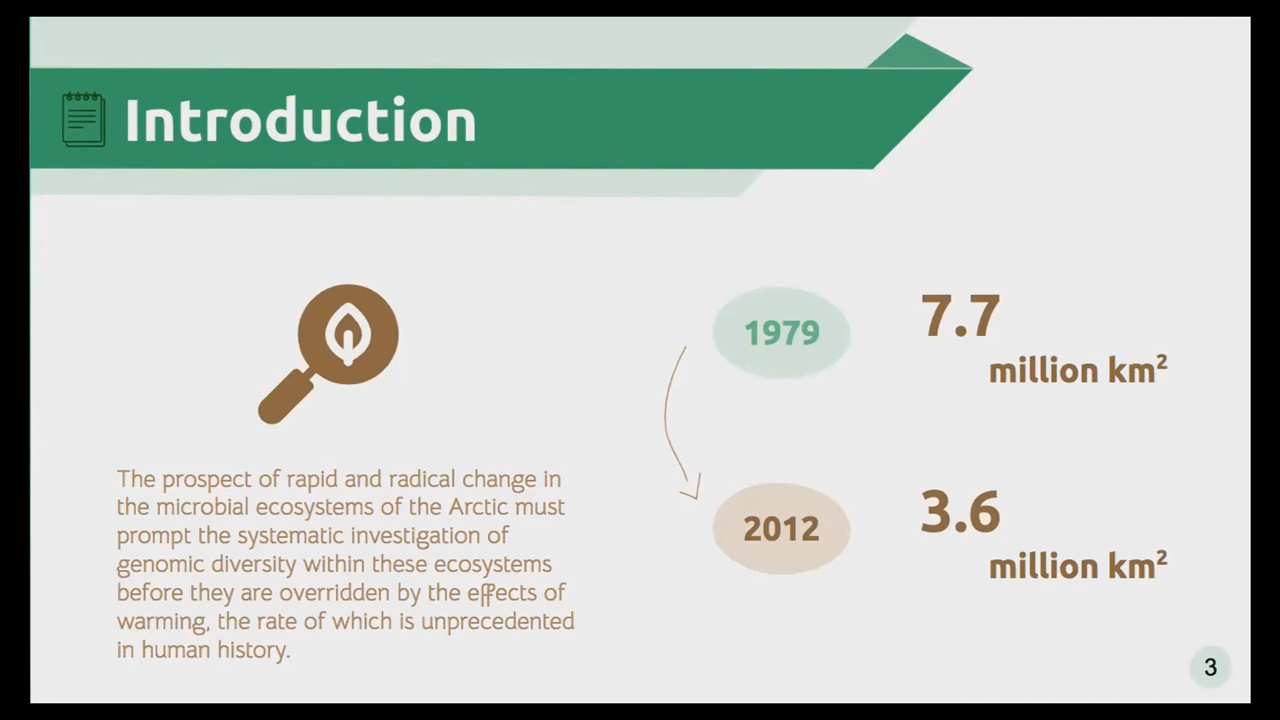 Introduction
The prospect of rapid and radical change in
the microbial ecosystems of the Arctic must
prompt the systematic investigation of
genomic diversity within these ecosystems
before they are overridden by the effects of
warming, the rate of which is unprecedented
in human history.
1979
7.7
million km²
2012
3.6
million km²
3